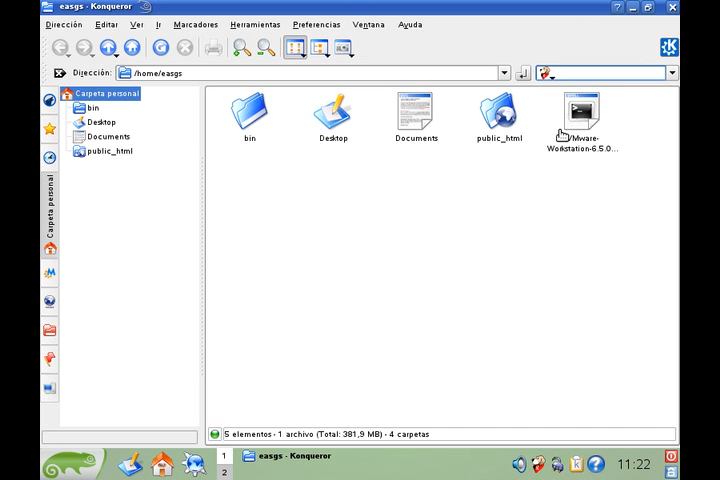 easgs - Konqueror
Dirección Editar Ver Ir Marcadores Herramientas Preferencias Ventana Ayuda
Dirección: /home/easgs
Carpeta personal
bin
Desktop
Documents
public_html
Carpeta personal
bin
Desktop
Documents
public_html
Workstation-6.5.0...
5 elementos - 1 archivo (Total: 381,9 MB) - 4 carpetas
1
2
easgs - Konqueror
11:22